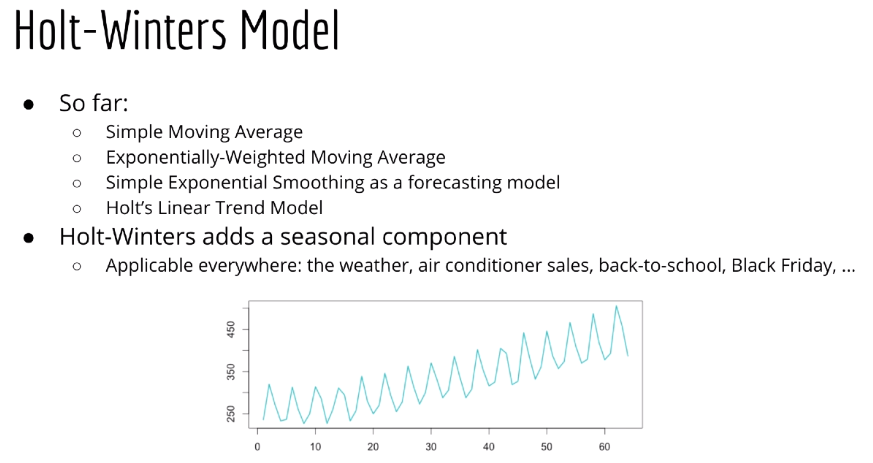 Holt-Winters Model
● So far:
○ Simple Moving Average
○ Exponentially-Weighted Moving Average
○ Simple Exponential Smoothing as a forecasting model
○ Holt’s Linear Trend Model
● Holt-Winters adds a seasonal component
○ Applicable everywhere: the weather, air conditioner sales, back-to-school, Black Friday, ...
450
350
250
0 10 20 30 40 50 60